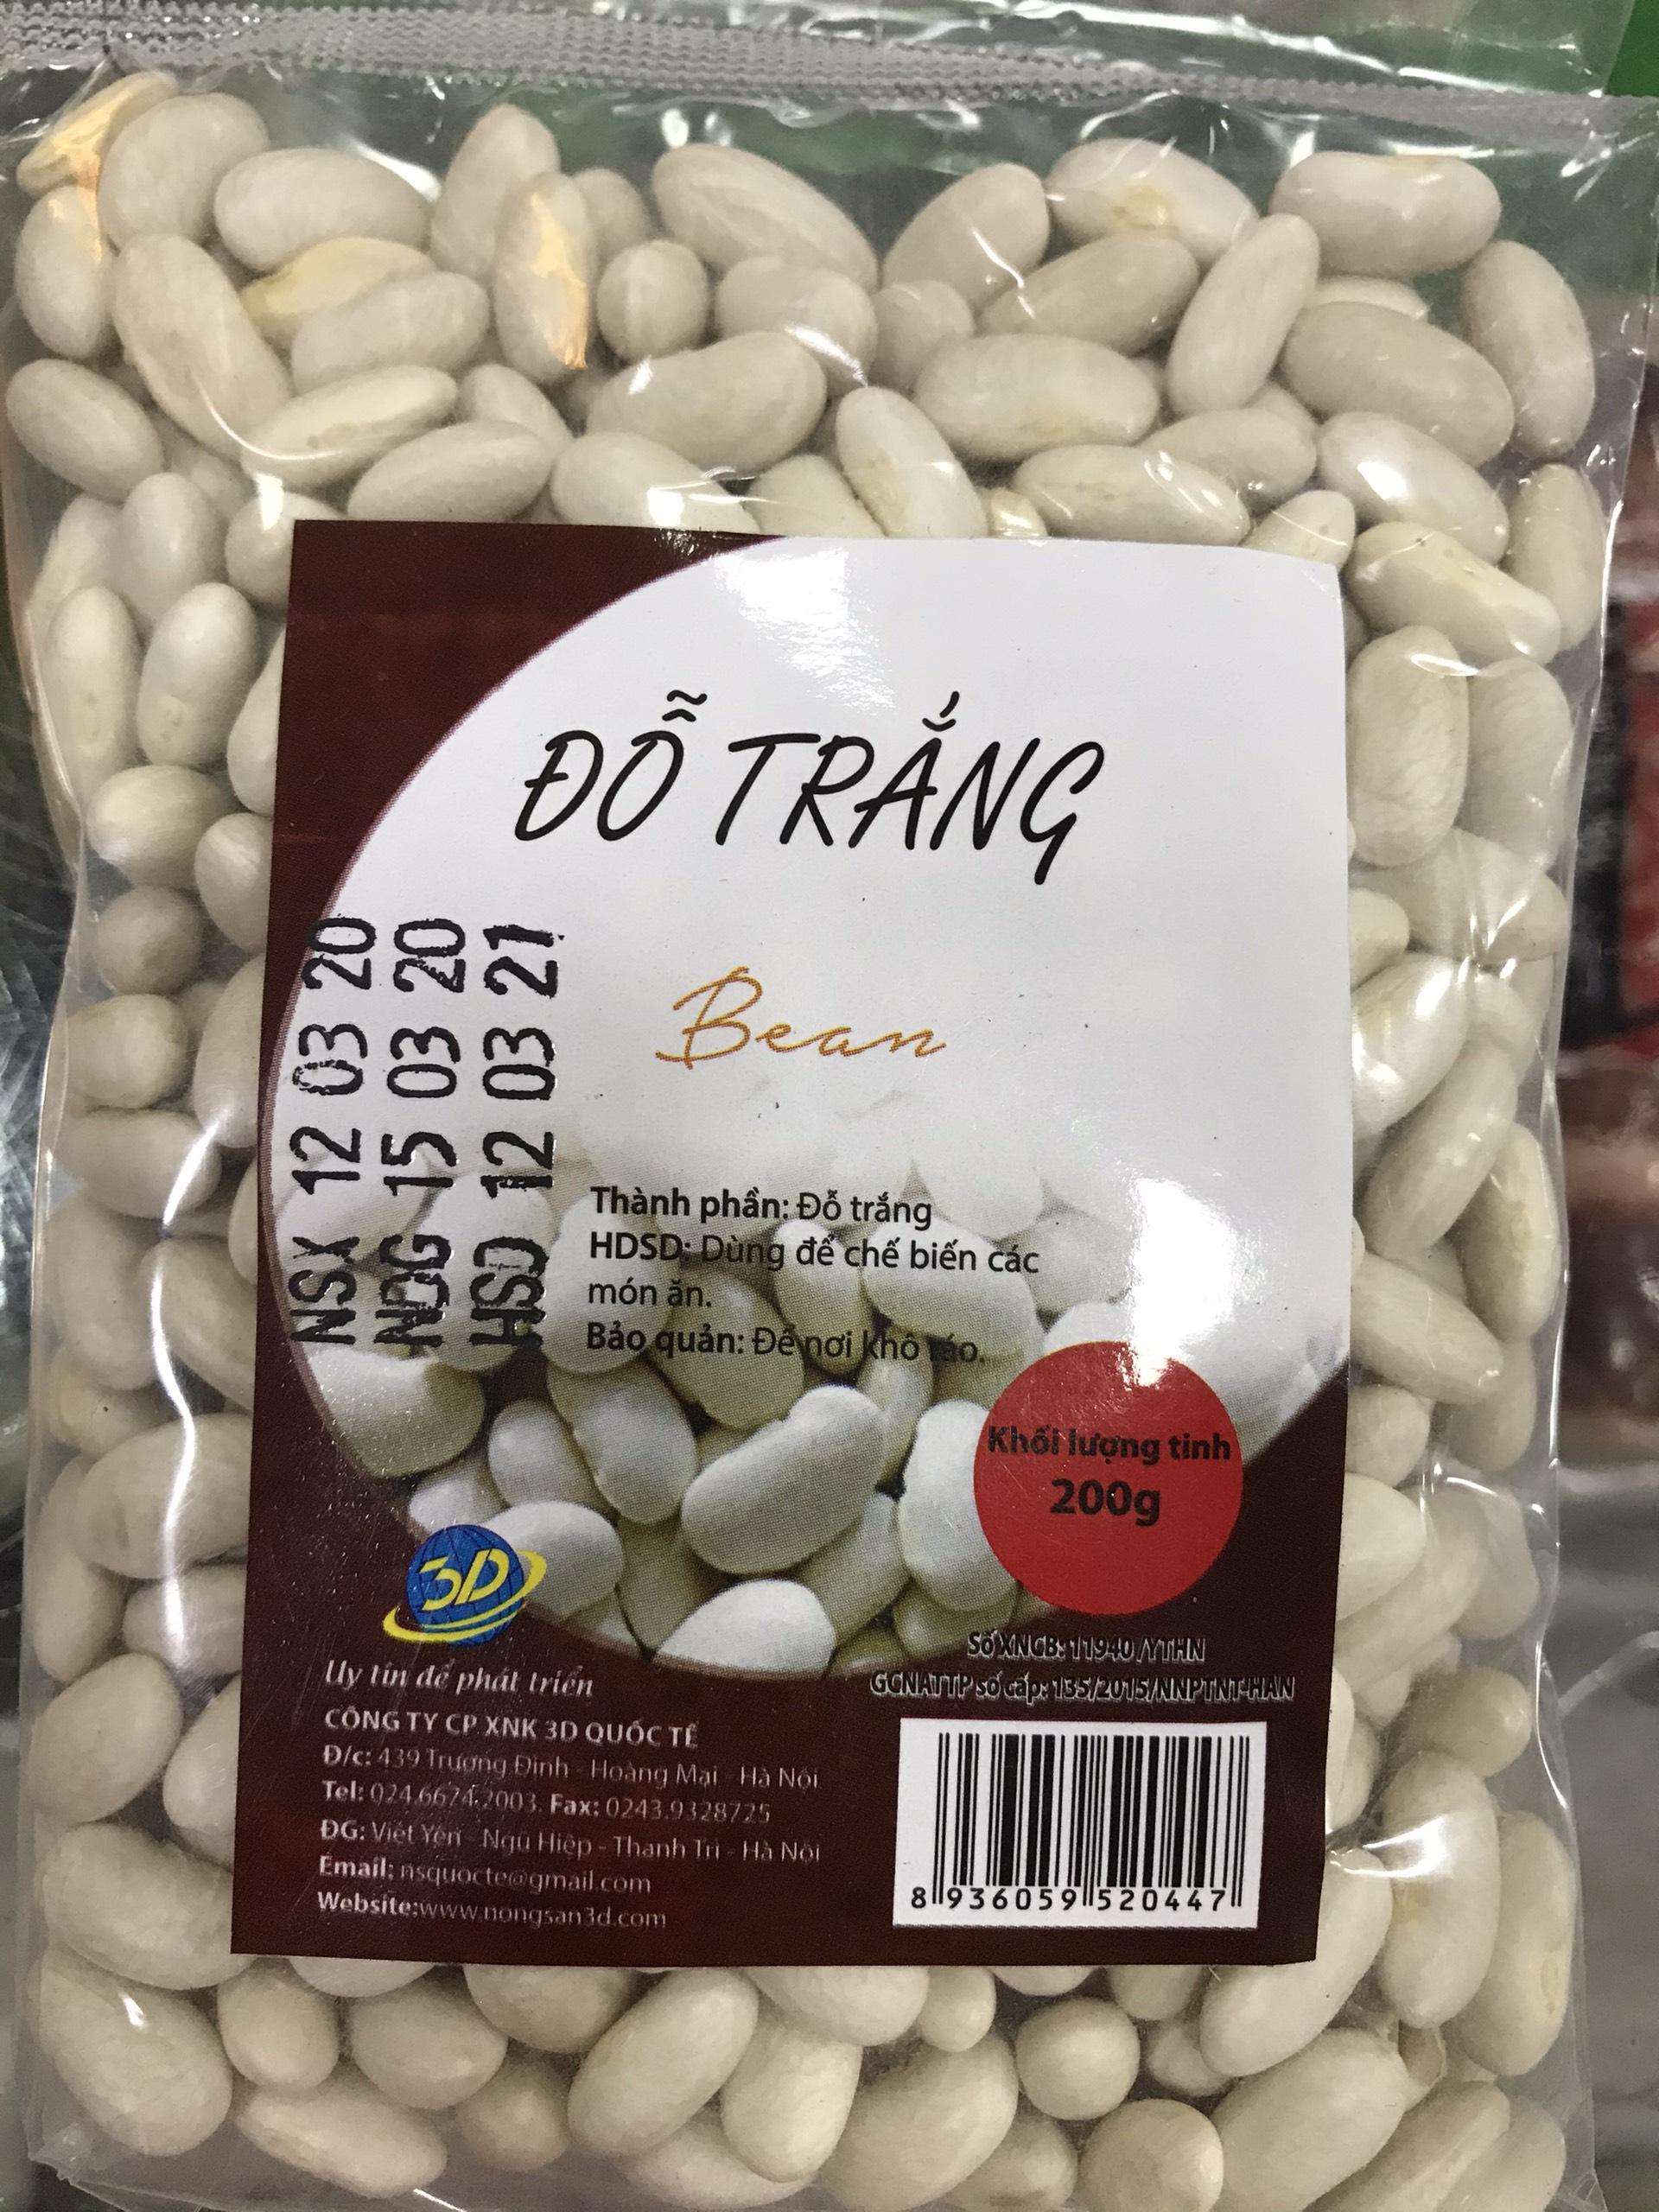 ĐỖ TRẮNG
Bean
NSX 12 03 20
NĐG 15 03 20
HSD 12 03 21
Thành phần: Đỗ trắng
HDSD: Dùng để chế biến các
món ăn.
Bảo quản: Để nơi khô ráo.
Khối lượng tinh
200g
3D
Uy tín để phát triển
CÔNG TY CP XNK 3D QUỐC TẾ
Đ/c: 439 Trương Định - Hoàng Mai - Hà Nội.
Tel: 024.6674.2003. Fax: 0243.9328725
ĐG: Việt Yên - Ngũ Hiệp - Thanh Trì - Hà Nội
Email: nsquocte@gmail.com
Website:www.nongsan3d.com
Số XNCB: 11940 /YTHN
GCNATTP số cấp: 135/2015/NNPTNT-HAN
8 936059 520447